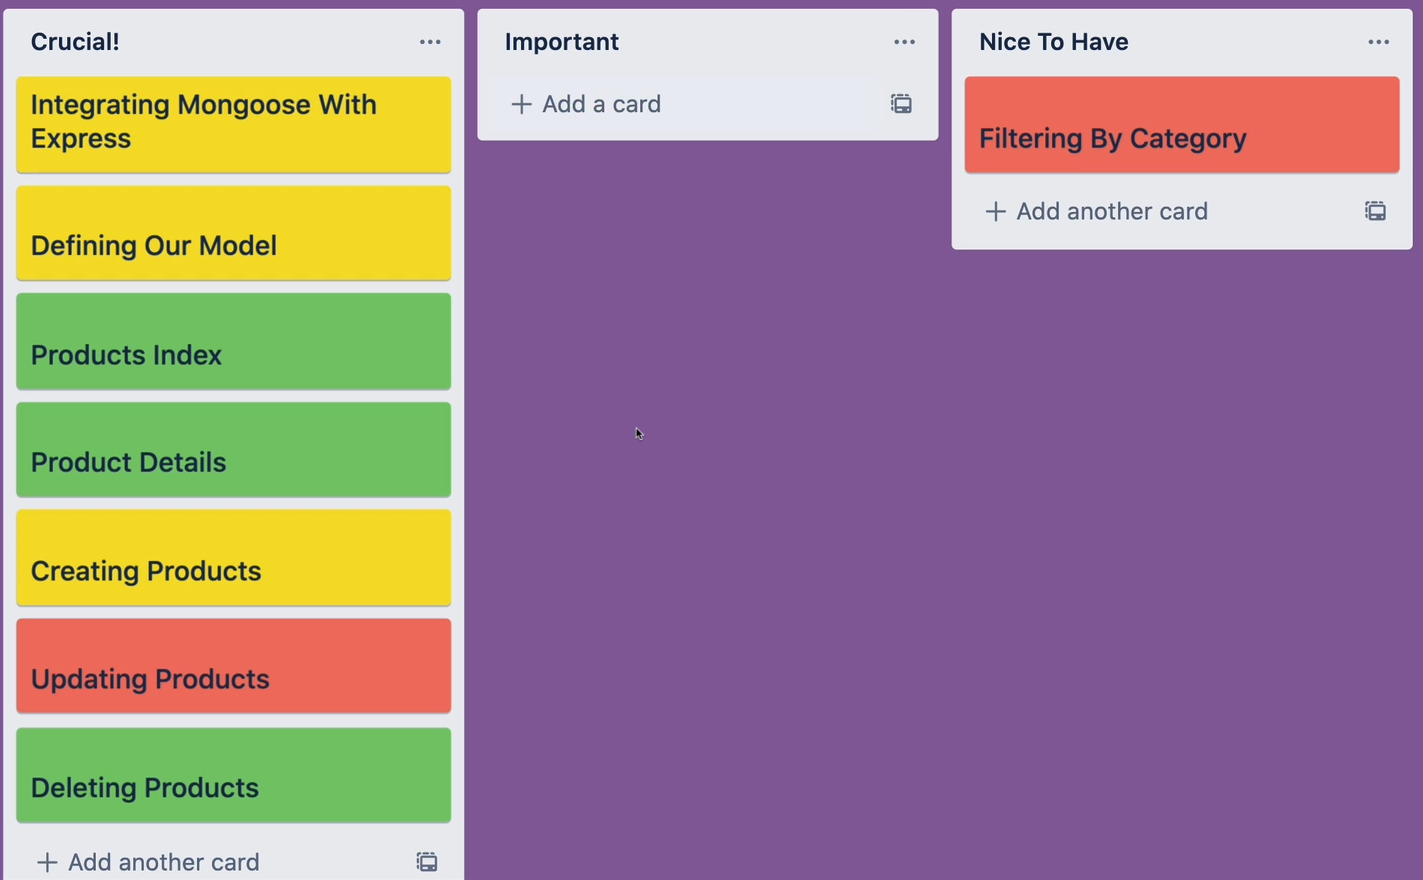 Crucial!
Integrating Mongoose With
Express
Defining Our Model
Products Index
Product Details
Creating Products
Updating Products
Deleting Products
Add another card
Important
Add a card
Nice To Have
Filtering By Category
Add another card